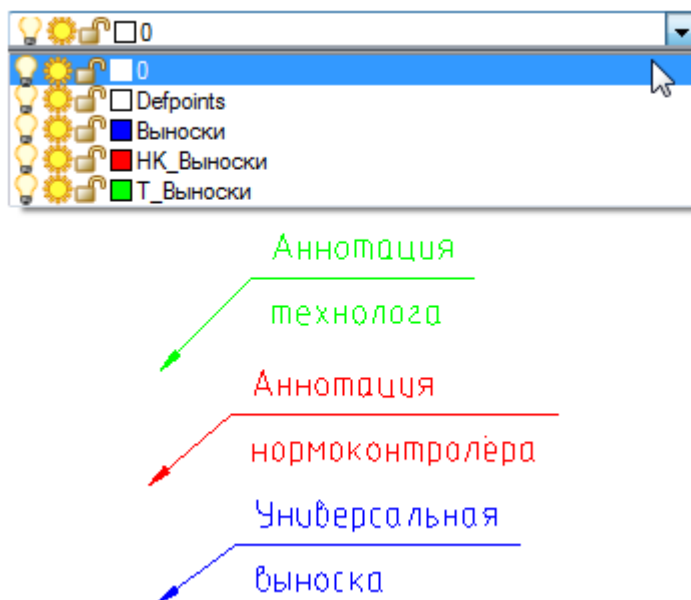 0
0
Defpoints
Выноски
НК_Выноски
Т_Выноски
Аннотация
технолога
Аннотация
нормоконтролёра
Универсальная
выноска